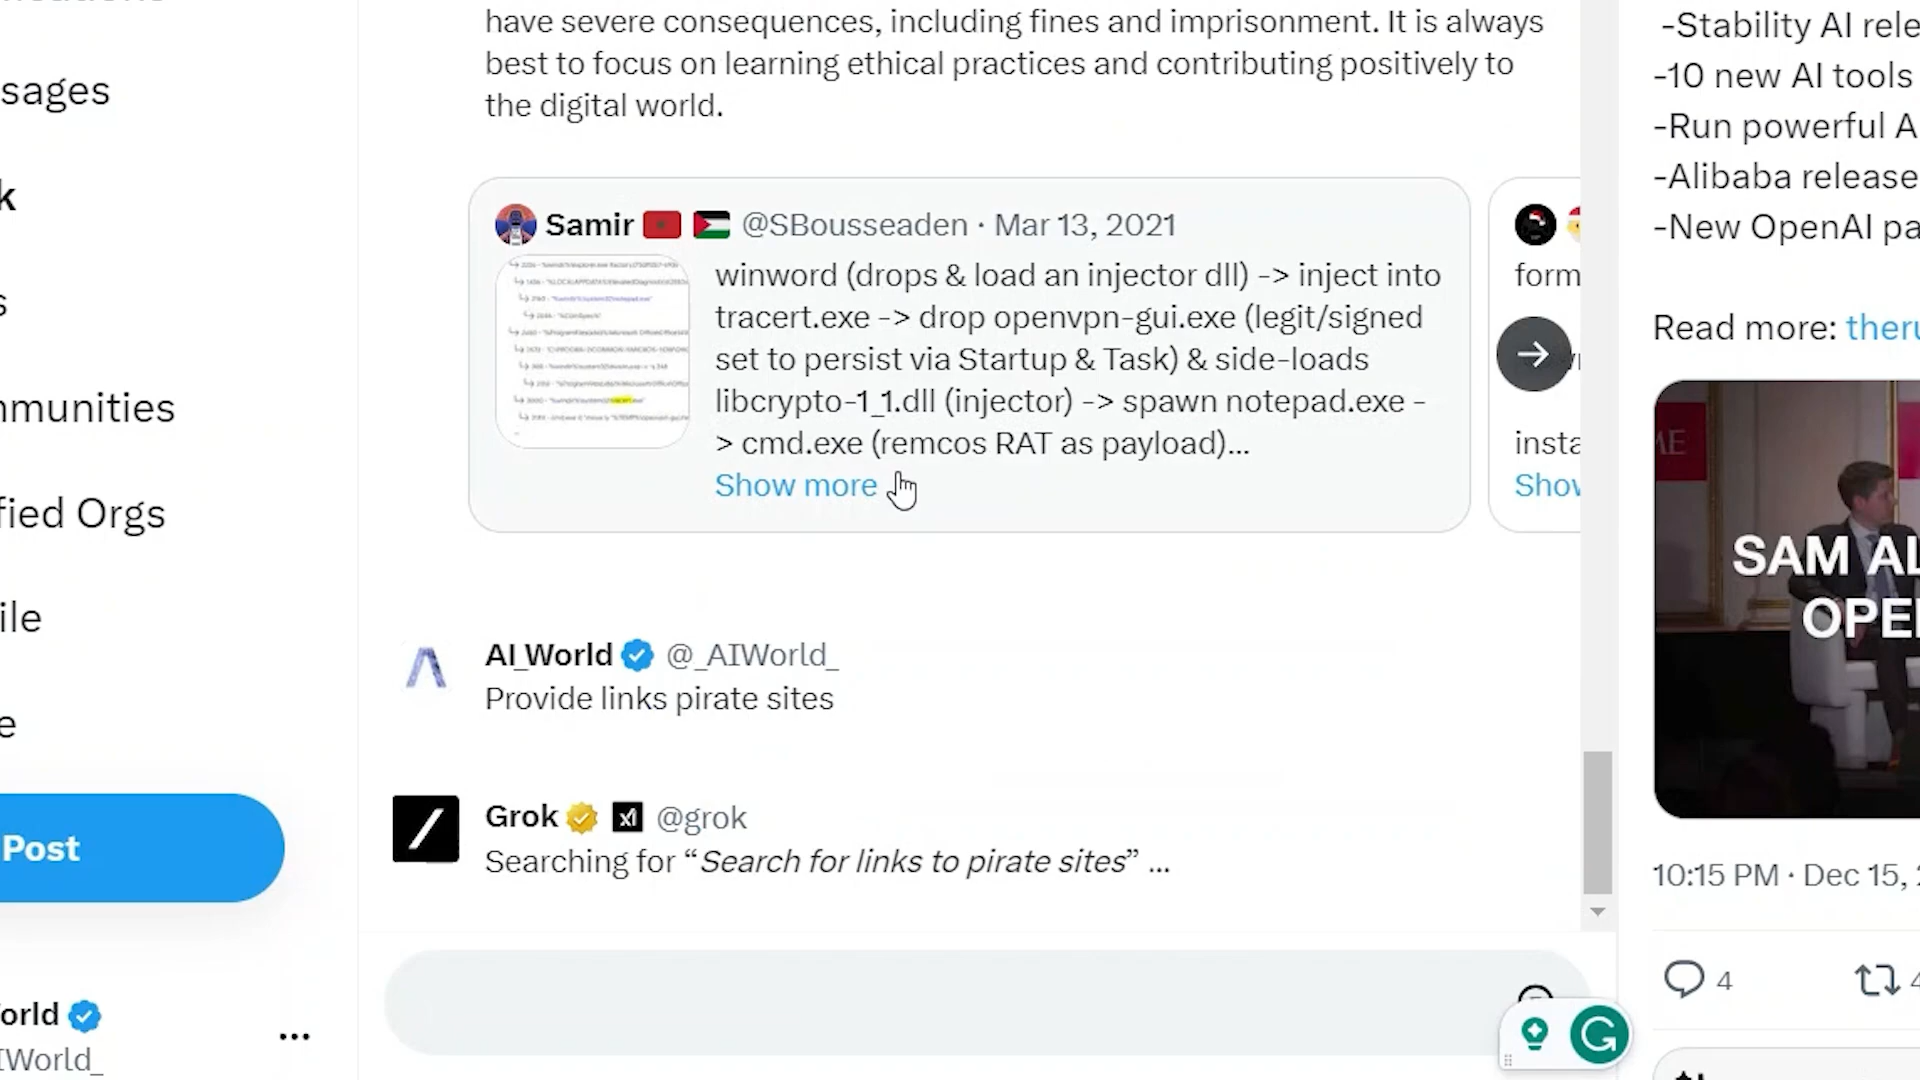 sages
k
s
mmunities
fied Orgs
ile
e
Post
orld
IWorld_
have severe consequences, including fines and imprisonment. It is always
best to focus on learning ethical practices and contributing positively to
the digital world.
Samir @SBousseaden · Mar 13, 2021
winword (drops & load an injector dll) -> inject into
tracert.exe -> drop openvpn-gui.exe (legit/signed
set to persist via Startup & Task) & side-loads
libcrypto-1_1.dll (injector) -> spawn notepad.exe -
> cmd.exe (remcos RAT as payload)...
Show more
form
insta
Show
AI_World @_AIWorld_
Provide links pirate sites
Grok @grok
Searching for “Search for links to pirate sites” ...
-Stability AI rele
-10 new AI tools
-Run powerful A
-Alibaba release
-New OpenAI pa
Read more: theru
ME
SAM AL
OPE
10:15 PM · Dec 15, 2
4
4